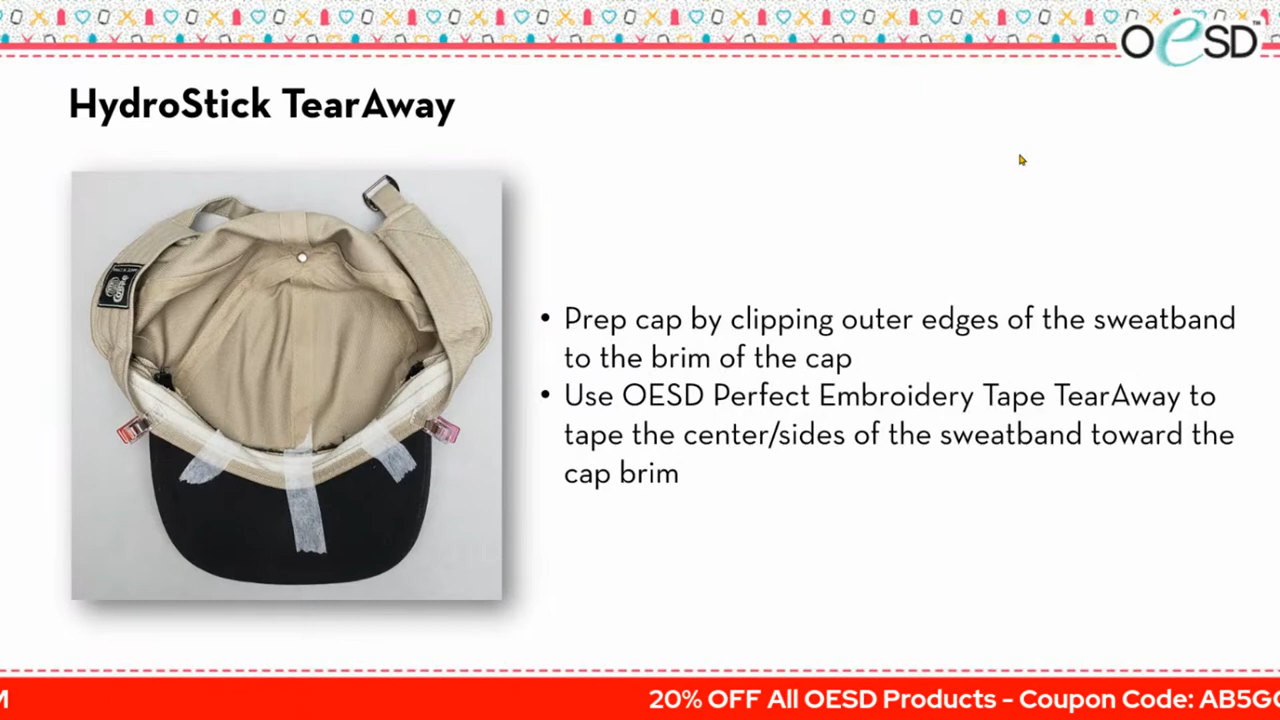 OESD™
HydroStick TearAway
• Prep cap by clipping outer edges of the sweatband
to the brim of the cap
• Use OESD Perfect Embroidery Tape TearAway to
tape the center/sides of the sweatband toward the
cap brim
M
20% OFF All OESD Products - Coupon Code: AB5G